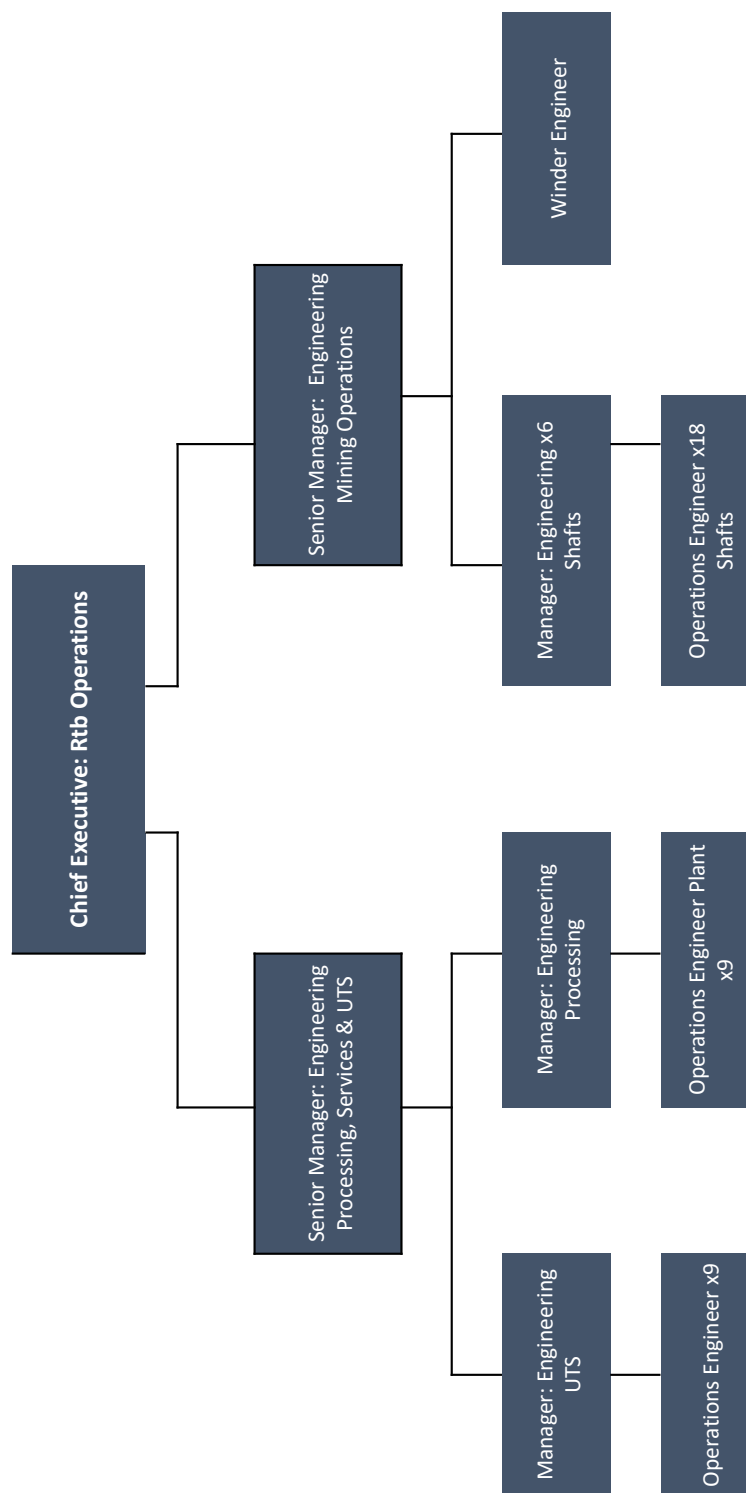 Chief Executive: Rtb Operations
Senior Manager: Engineering
Processing, Services & UTS
Senior Manager: Engineering
Mining Operations
Manager: Engineering
UTS
Manager: Engineering
Processing
Manager: Engineering x6
Shafts
Winder Engineer
Operations Engineer x9
Operations Engineer Plant
x9
Operations Engineer x18
Shafts